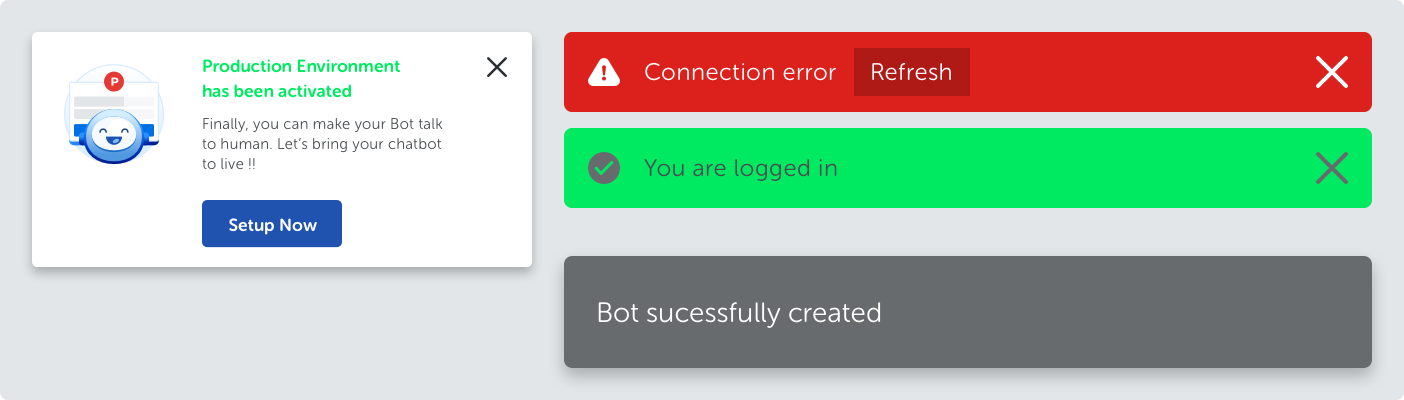 P
Production Environment
has been activated
Finally, you can make your Bot talk
to human. Let’s bring your chatbot
to live !!
Setup Now
Connection error
Refresh
You are logged in
Bot sucessfully created